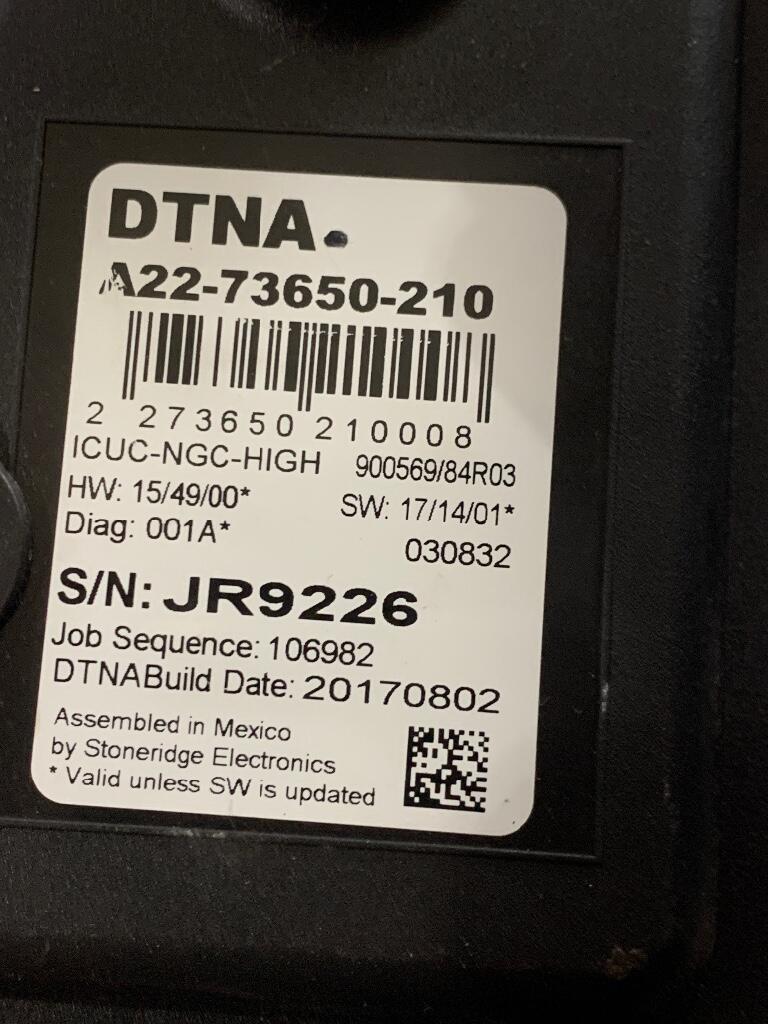 DTNA.
A22-73650-210
2 273650 210008
ICUC-NGC-HIGH 900569/84R03
HW: 15/49/00* SW: 17/14/01*
Diag: 001A* 030832
S/N: JR9226
Job Sequence: 106982
DTNABuild Date: 20170802
Assembled in Mexico
by Stoneridge Electronics
* Valid unless SW is updated